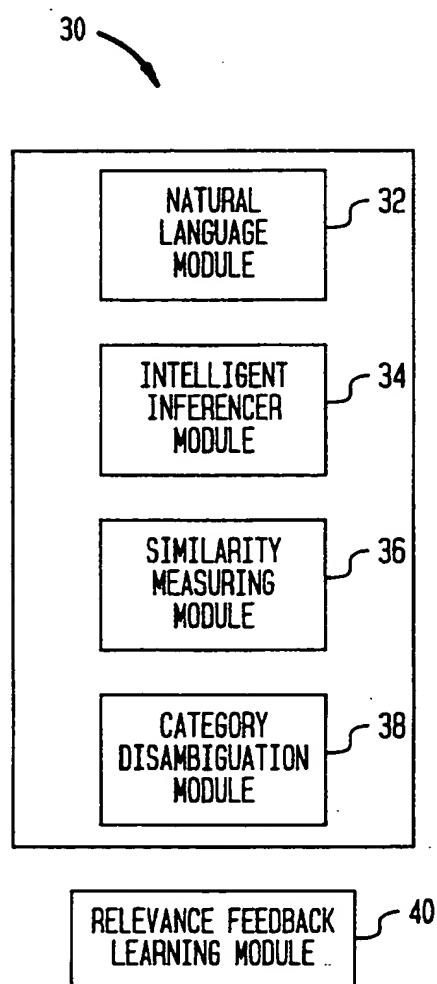 30
NATURAL
LANGUAGE
MODULE
32
INTELLIGENT
INFERENCER
MODULE
34
SIMILARITY
MEASURING
MODULE
36
CATEGORY
DISAMBIGUATION
MODULE
38
RELEVANCE FEEDBACK
LEARNING MODULE
40